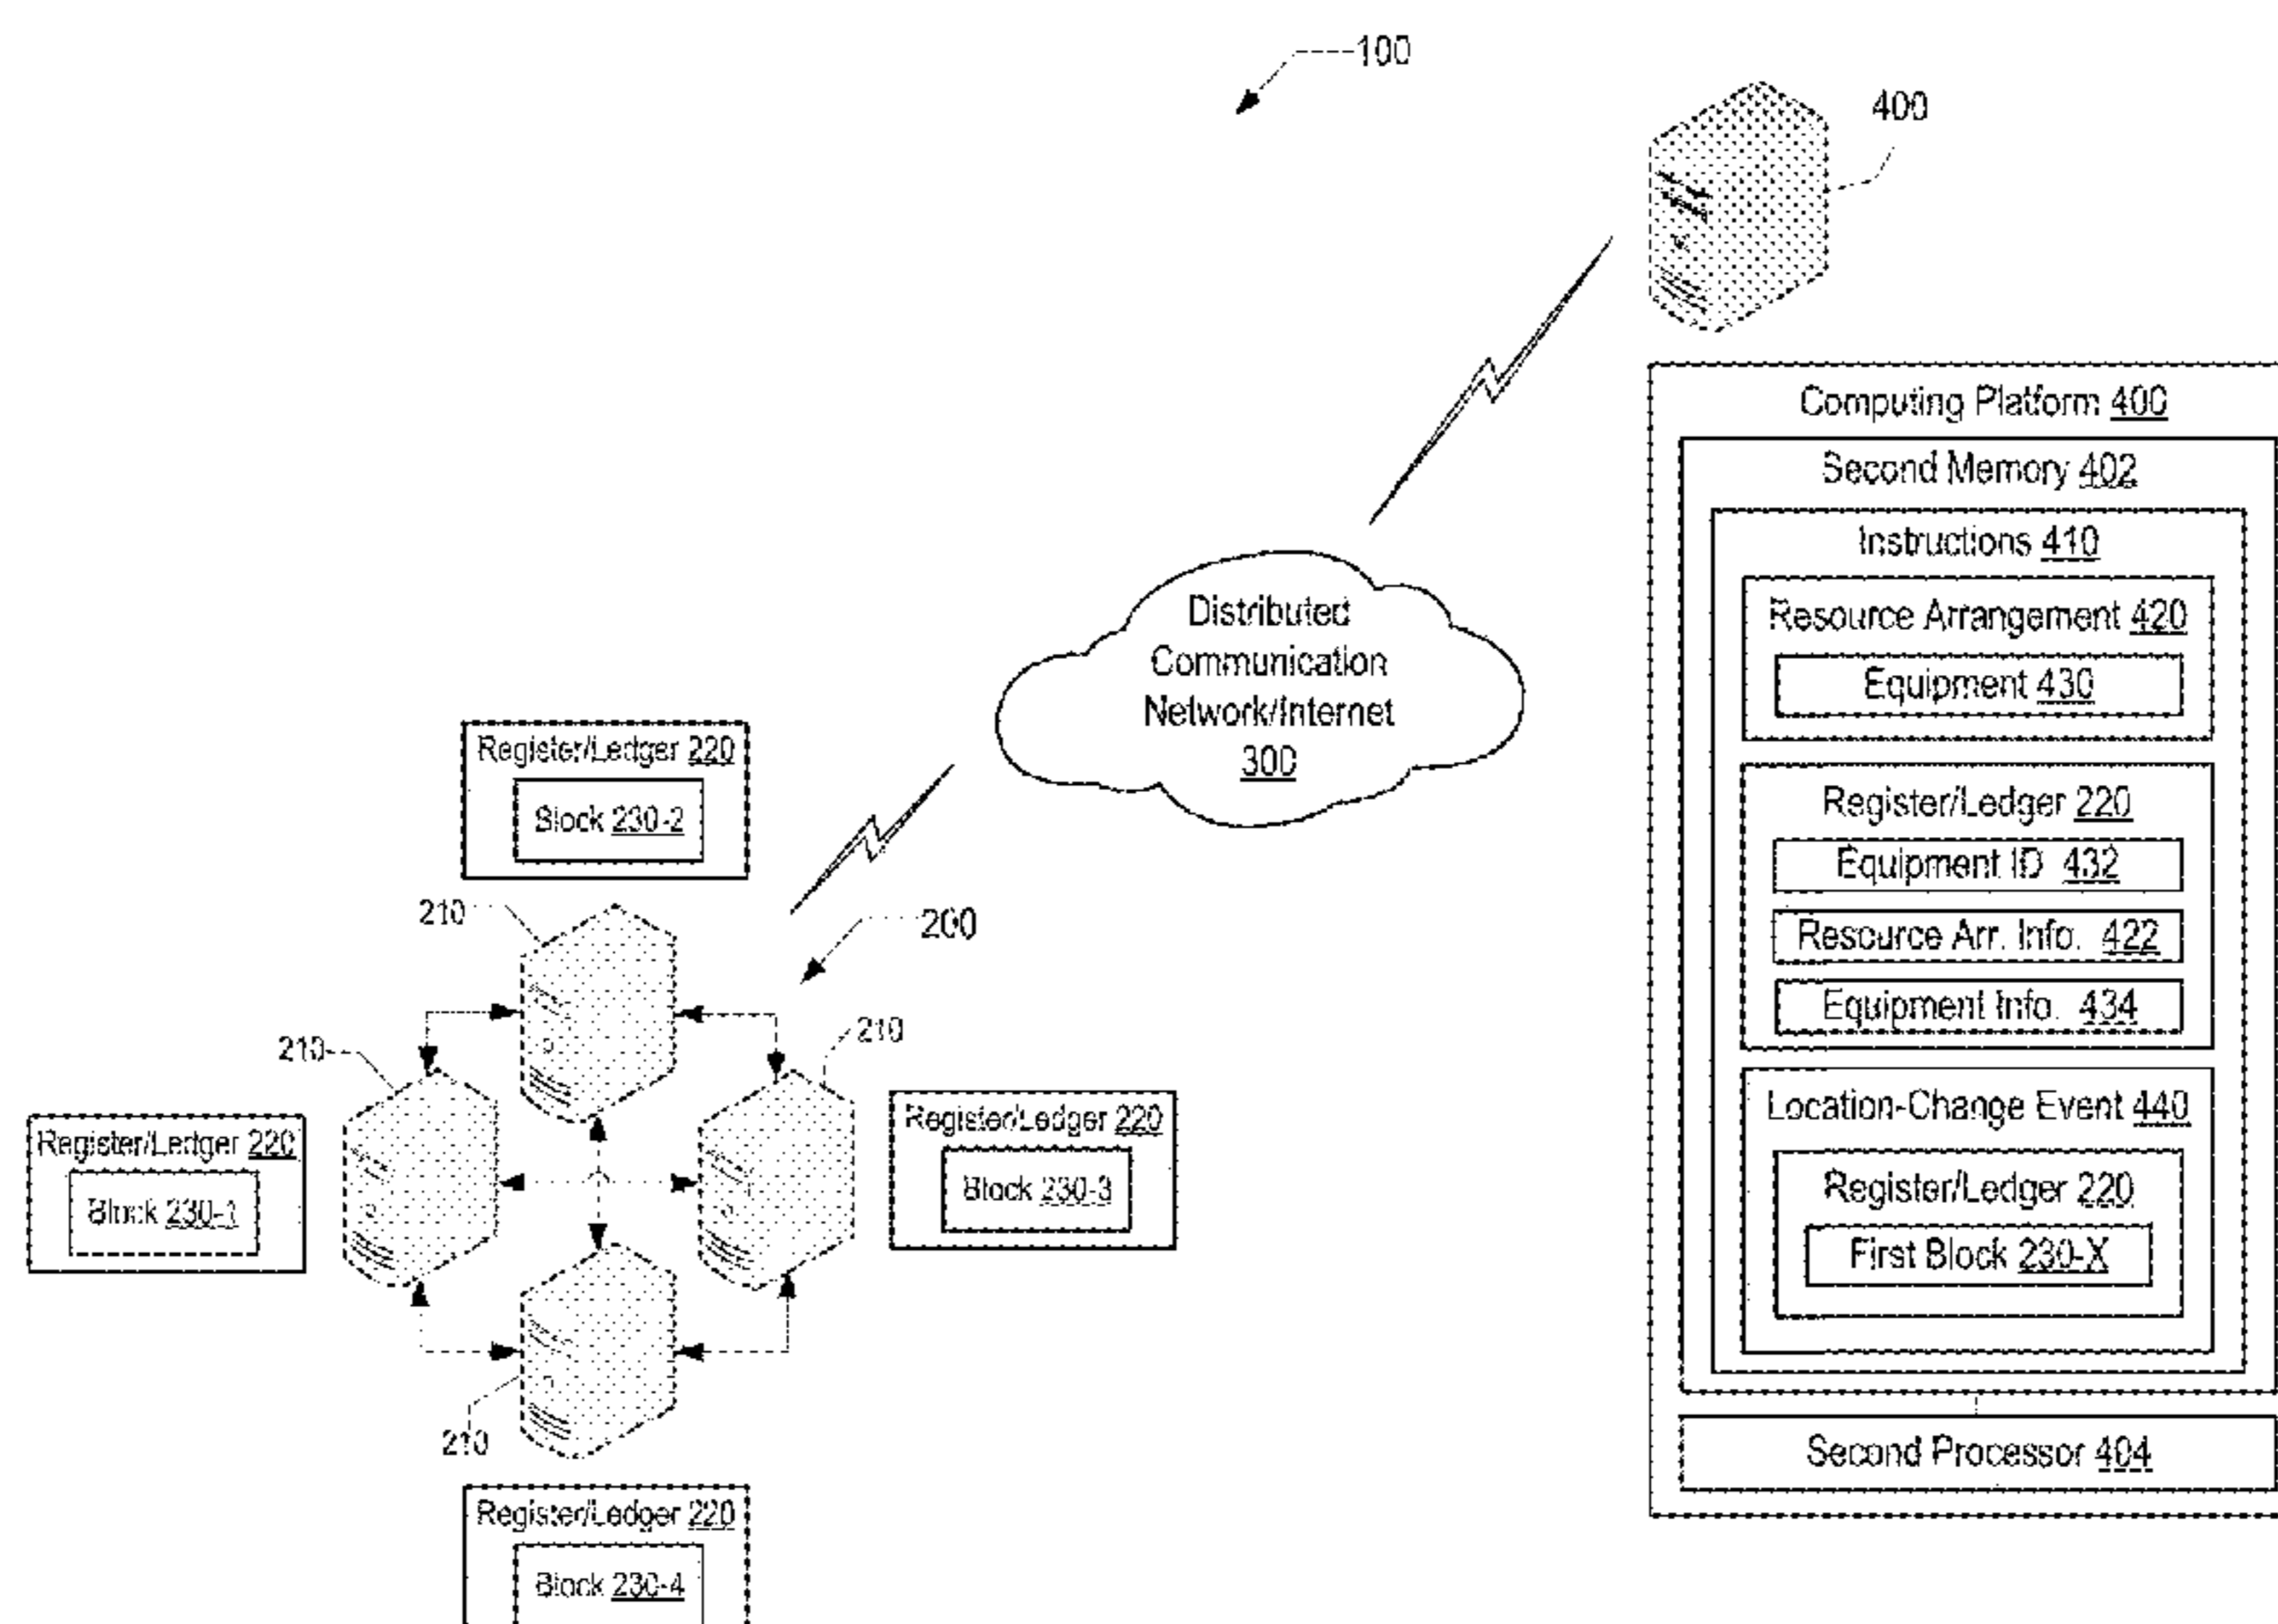 100
400
Computing Platform 400
Second Memory 402
Instructions 410
Resource Arrangement 420
Equipment 430
Register/Ledger 220
Equipment ID 432
Resource Arr. Info. 422
Equipment Info. 434
Location-Change Event 440
Register/Ledger 220
First Block 230-X
Second Processor 404
Distributed
Communication
Network/Internet
300
Register/Ledger 220
Block 230-2
210
200
210
210
Register/Ledger 220
Block 230-1
Register/Ledger 220
Block 230-3
210
Register/Ledger 220
Block 230-4